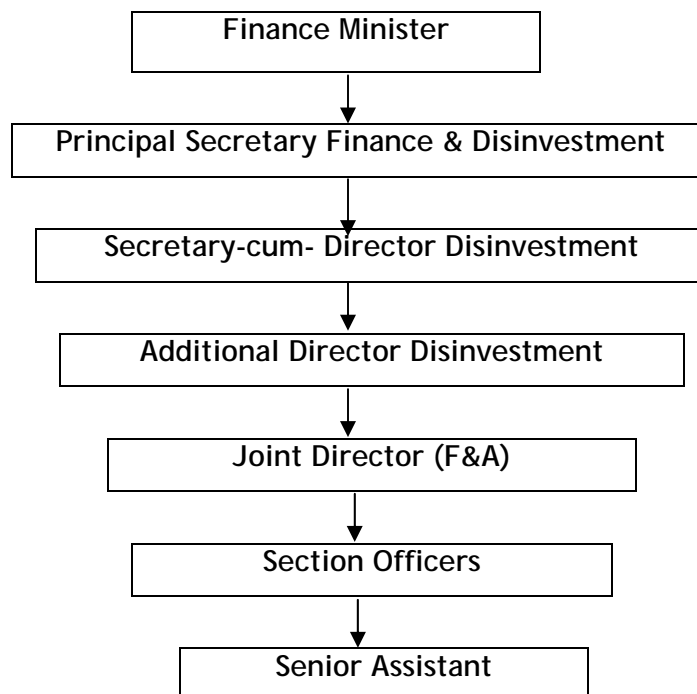 Finance Minister
Principal Secretary Finance & Disinvestment
Secretary-cum- Director Disinvestment
Additional Director Disinvestment
Joint Director (F&A)
Section Officers
Senior Assistant